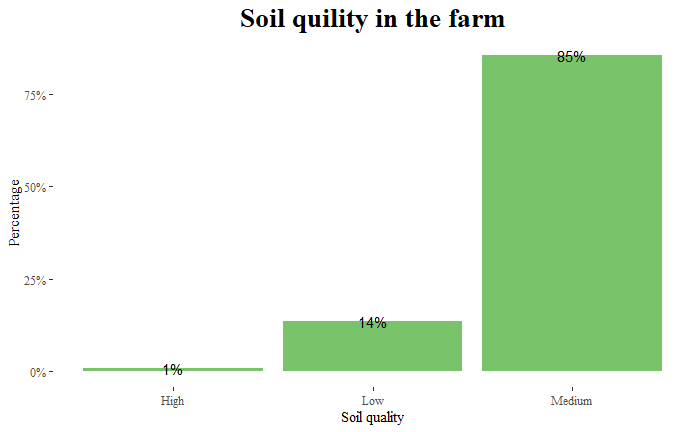 Soil quility in the farm
85%
75%
50%
Percentage
25%
14%
1%
0%
High Low Medium
Soil quality